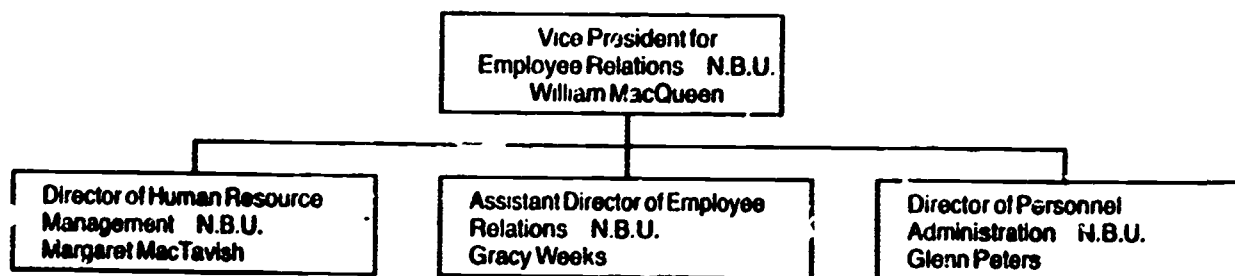 Vice President for
Employee Relations N.B.U.
William MacQueen
Director of Human Resource
Management N.B.U.
Margaret MacTavish
Assistant Director of Employee
Relations N.B.U.
Gracy Weeks
Director of Personnel
Administration N.B.U.
Glenn Peters